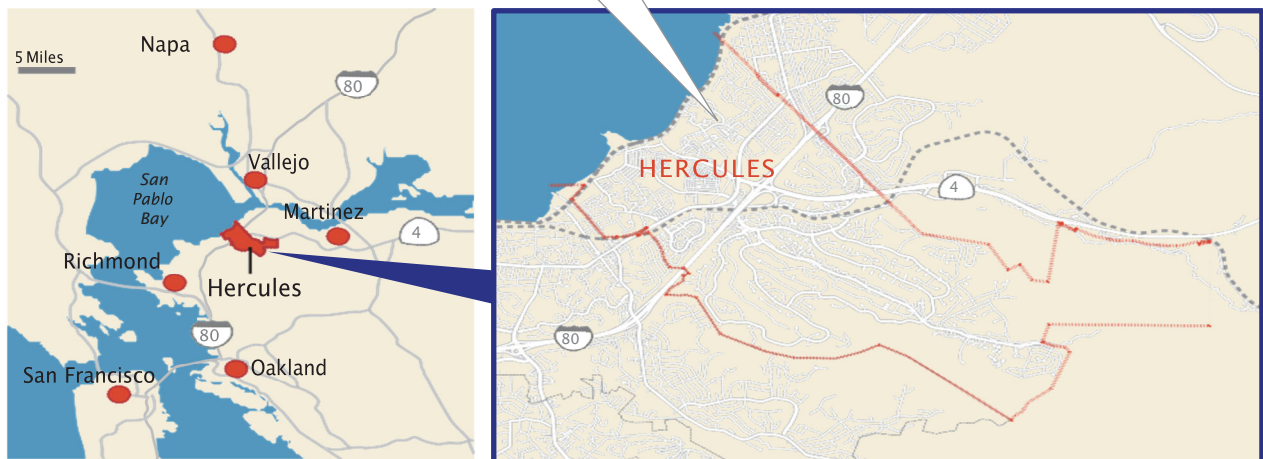 Napa
5 Miles
80
Vallejo
San
Pablo
Bay
Martinez
4
Richmond
Hercules
80
Oakland
San Francisco
80
HERCULES
4
80